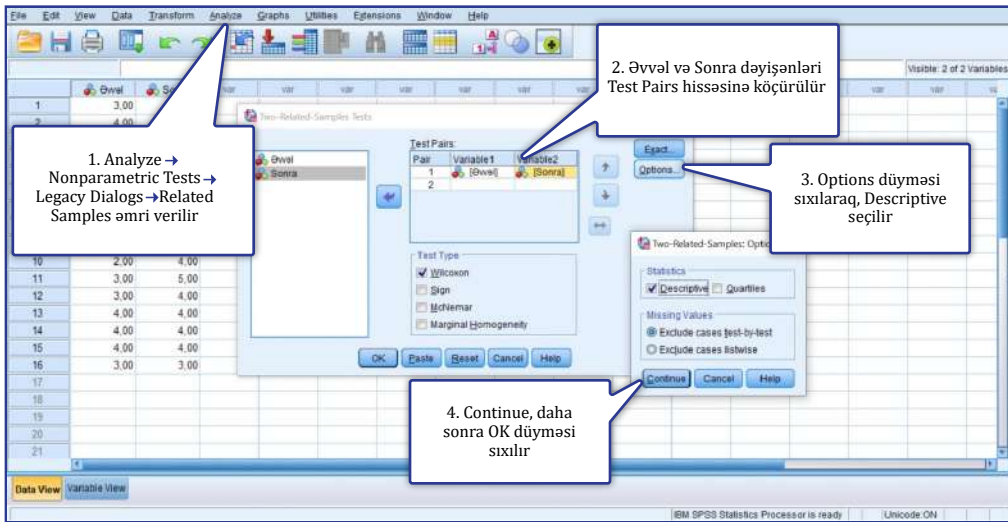 File Edit View Data Transform Analyze Graphs Utilities Extensions Window Help
Visible: 2 of 2 Variables
Əvvəl
var var var var var var var
1 3,00
2 4,00
10 2,00 4,00
11 3,00 5,00
12 3,00 4,00
13 4,00 4,00
14 4,00 4,00
15 4,00 4,00
16 3,00 3,00
17
18
19
20
21
1. Analyze →
Nonparametric Tests→
Legacy Dialogs→Related
Samples əmri verilir
2. Əvvəl və Sonra dəyişənləri
Test Pairs hissəsinə köçürülür
3. Options düyməsi
sıxılaraq, Descriptive
seçilir
4. Continue, daha
sonra OK düyməsi
sıxılır
Two-Related-Samples Tests
Əvvəl
Sonra
Test Pairs:
Pair Variable1 Variable2
1 [Əvvəl] [Sonra]
2
Exact...
Options...
Test Type
Wilcoxon
Sign
McNemar
Marginal Homogeneity
OK Paste Reset Cancel Help
Two-Related-Samples: Optio
Statistics
Descriptive Quartiles
Missing Values
Exclude cases test-by-test
Exclude cases listwise
Continue Cancel Help
Data View Variable View
IBM SPSS Statistics Processor is ready Unicode:ON